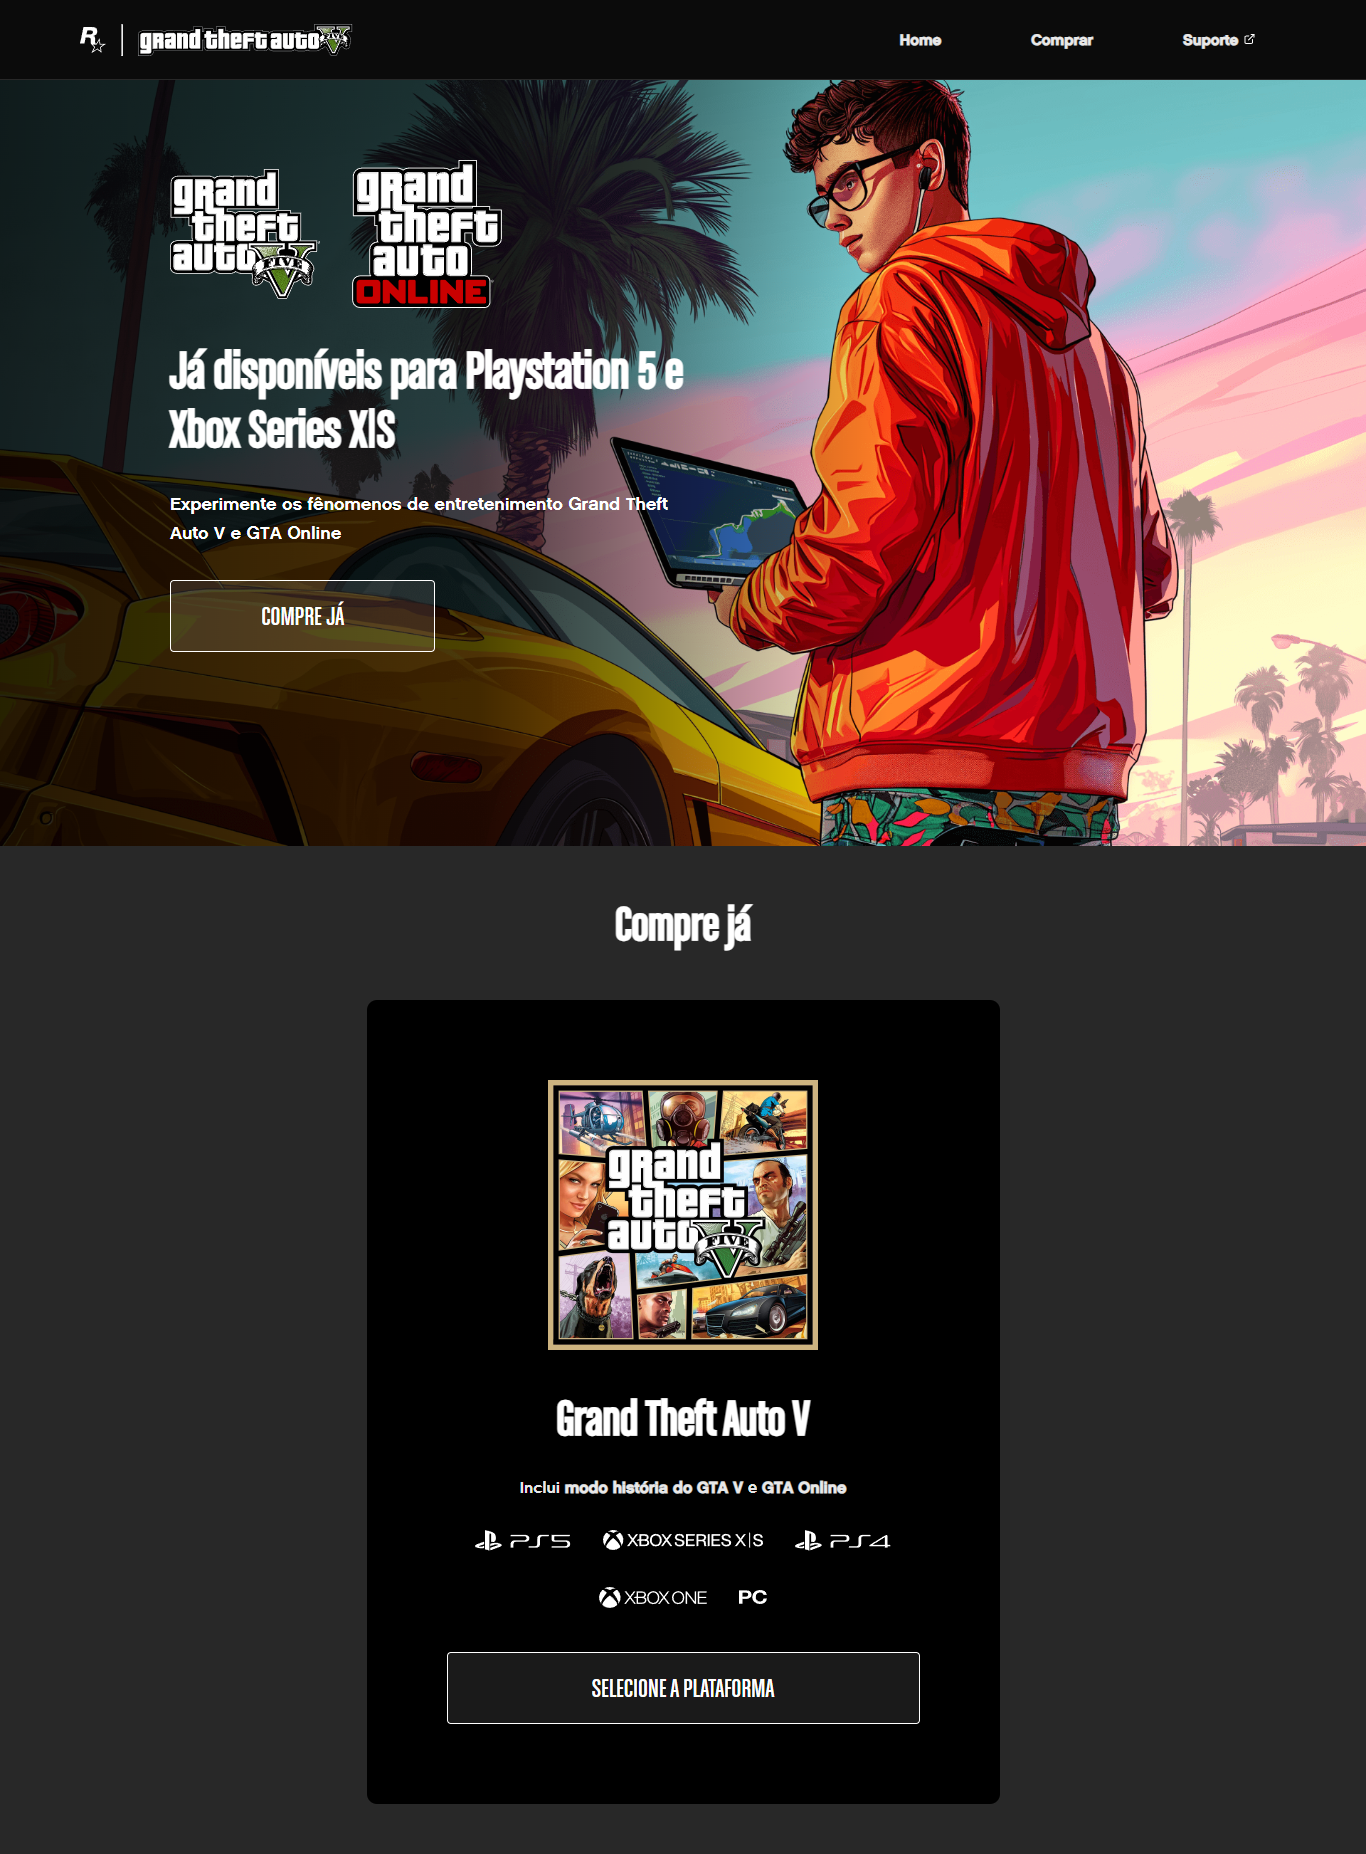 R
grand theft auto V
Home
Comprar
Suporte
grand
theft
auto
FIVE
grand
theft
auto
ONLINE
Já disponíveis para Playstation 5 e
Xbox Series X|S
Experimente os fênomenos de entretenimento Grand Theft
Auto V e GTA Online
COMPRE JÁ
Compre já
grand
theft
auto
FIVE
Grand Theft Auto V
Inclui modo história do GTA V e GTA Online
PS5
XBOX SERIES X|S
PS4
XBOX ONE
PC
SELECIONE A PLATAFORMA